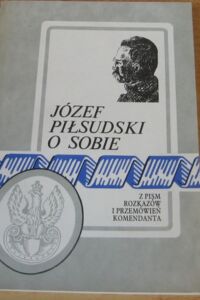 JÓZEF
PIŁSUDSKI
O SOBIE
Z PISM
ROZKAZÓW
I PRZEMÓWIEŃ
KOMENDANTA